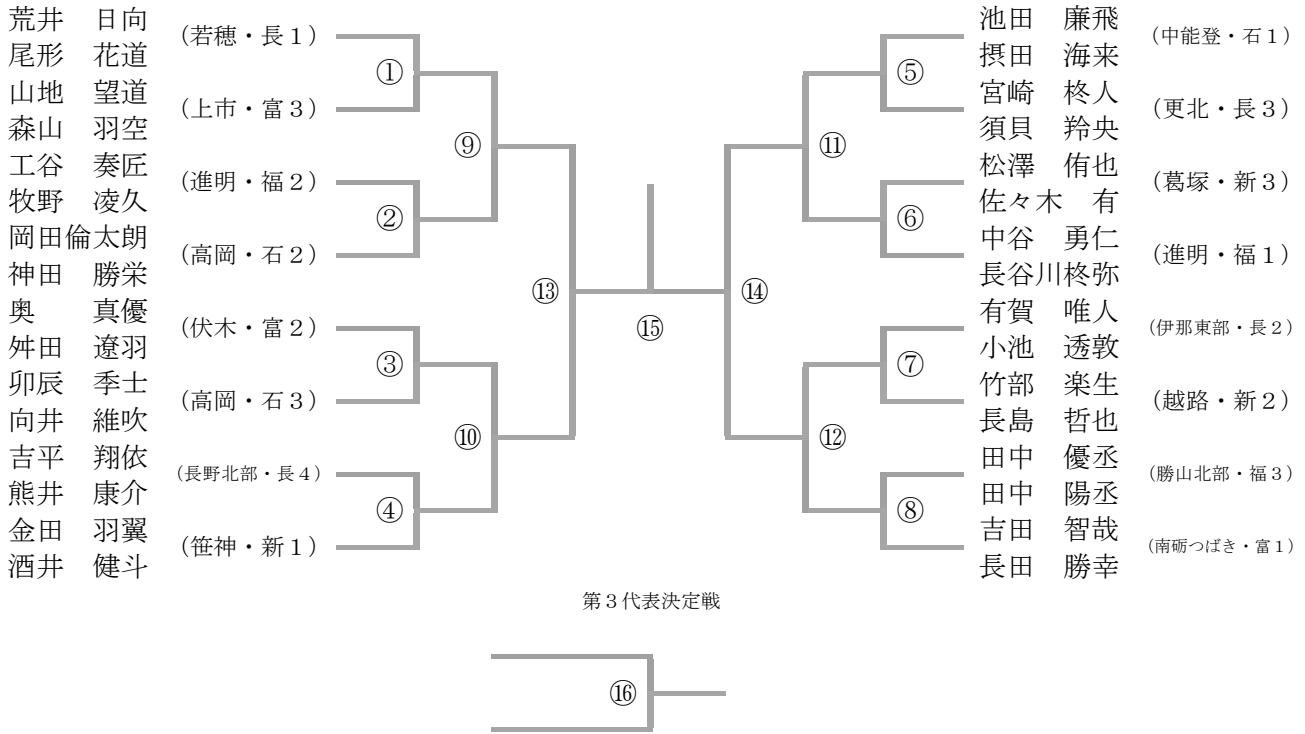 荒井　日向
尾形　花道
（若穂・長１）
山地　望道
森山　羽空
（上市・富３）
工谷　奏匠
牧野　凌久
（進明・福２）
岡田倫太朗
神田　勝栄
（高岡・石２）
奥　　真優
舛田　遼羽
（伏木・富２）
卯辰　季士
向井　維吹
（高岡・石３）
吉平　翔依
熊井　康介
（長野北部・長４）
金田　羽翼
酒井　健斗
（笹神・新１）
①
②
③
④
⑨
⑩
⑬
⑮
⑭
⑪
⑫
⑤
⑥
⑦
⑧
池田　廉飛
摂田　海来
（中能登・石１）
宮崎　柊人
須貝　羚央
（更北・長３）
松澤　侑也
佐々木　有
（葛塚・新３）
中谷　勇仁
長谷川柊弥
（進明・福１）
有賀　唯人
小池　透敦
（伊那東部・長２）
竹部　楽生
長島　哲也
（越路・新２）
田中　優丞
田中　陽丞
（勝山北部・福３）
吉田　智哉
長田　勝幸
（南砺つばき・富１）
第３代表決定戦
⑯